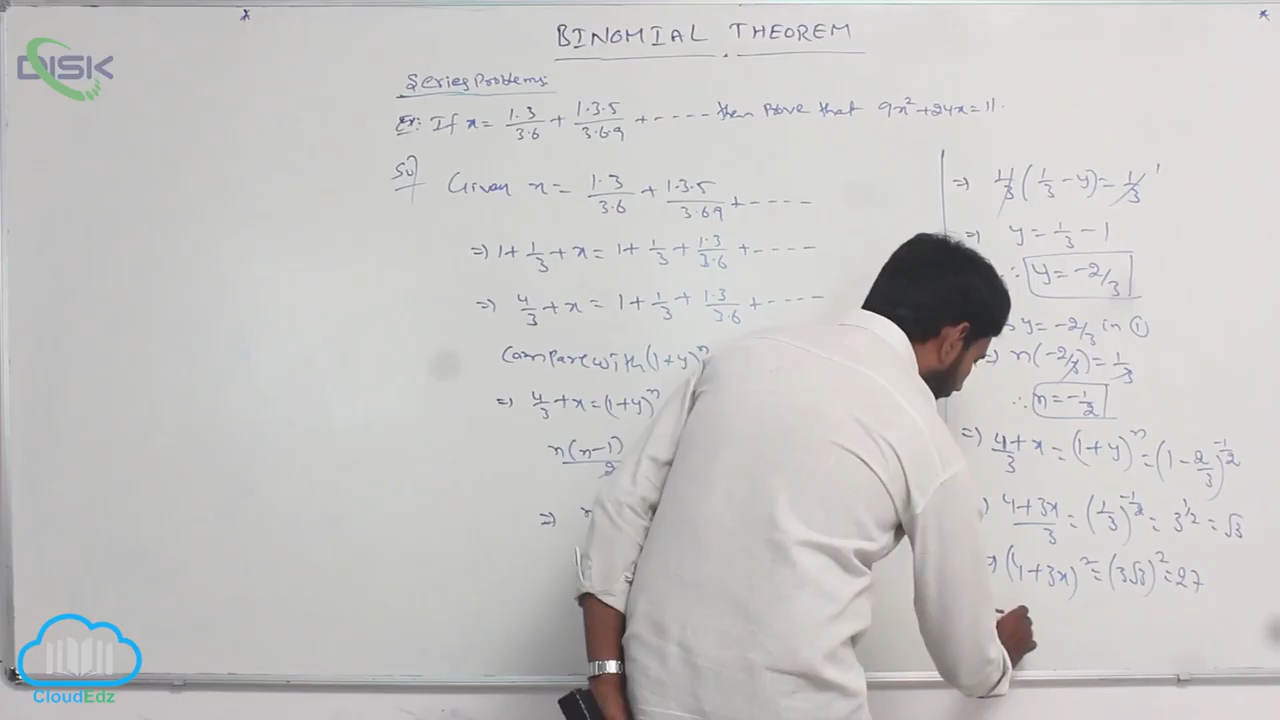 BINOMIAL THEOREM
DISK
Series Problems:
Ex: If x = 1·3/3·6 + 1·3·5/3·6·9 + ---- then Prove that 9x² + 24x = 11.
Sol Given x = 1·3/3·6 + 1·3·5/3·6·9 + ----
=> 1 + 1/3 + x = 1 + 1/3 + 1·3/3·6 + ----
=> 4/3 + x = 1 + 1/3 + 1·3/3·6 + ----
Compare with (1+y)ⁿ
=> 4/3 + x = (1+y)ⁿ
n(n-1)/2
=>
=> (1/3 - y) = 1/3
=> y = 1/3 - 1
∴ y = -2/3
y = -2/3 in ①
=> n(-2/3) = 1/3
∴ n = -1/2
=> 4/3 + x = (1+y)ⁿ = (1 - 2/3)^-1/2
4+3x/3 = (1/3)^-1/2 = 3^1/2 = √3
(4+3x)² = (3√3)² = 27
CloudEdz